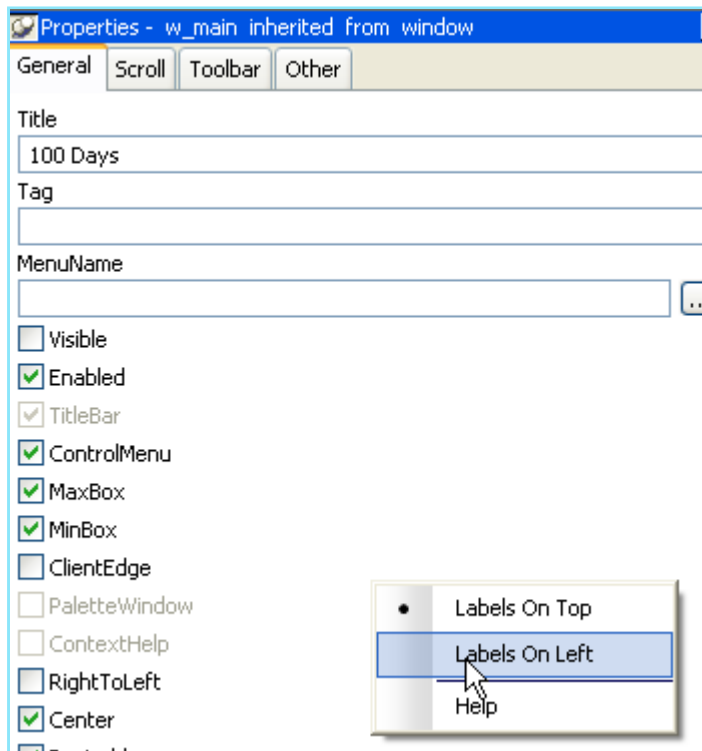 Properties - w_main inherited from window
General Scroll Toolbar Other
Title
100 Days
Tag
MenuName
..
Visible
Enabled
TitleBar
ControlMenu
MaxBox
MinBox
ClientEdge
PaletteWindow
ContextHelp
RightToLeft
Center
Labels On Top
Labels On Left
Help